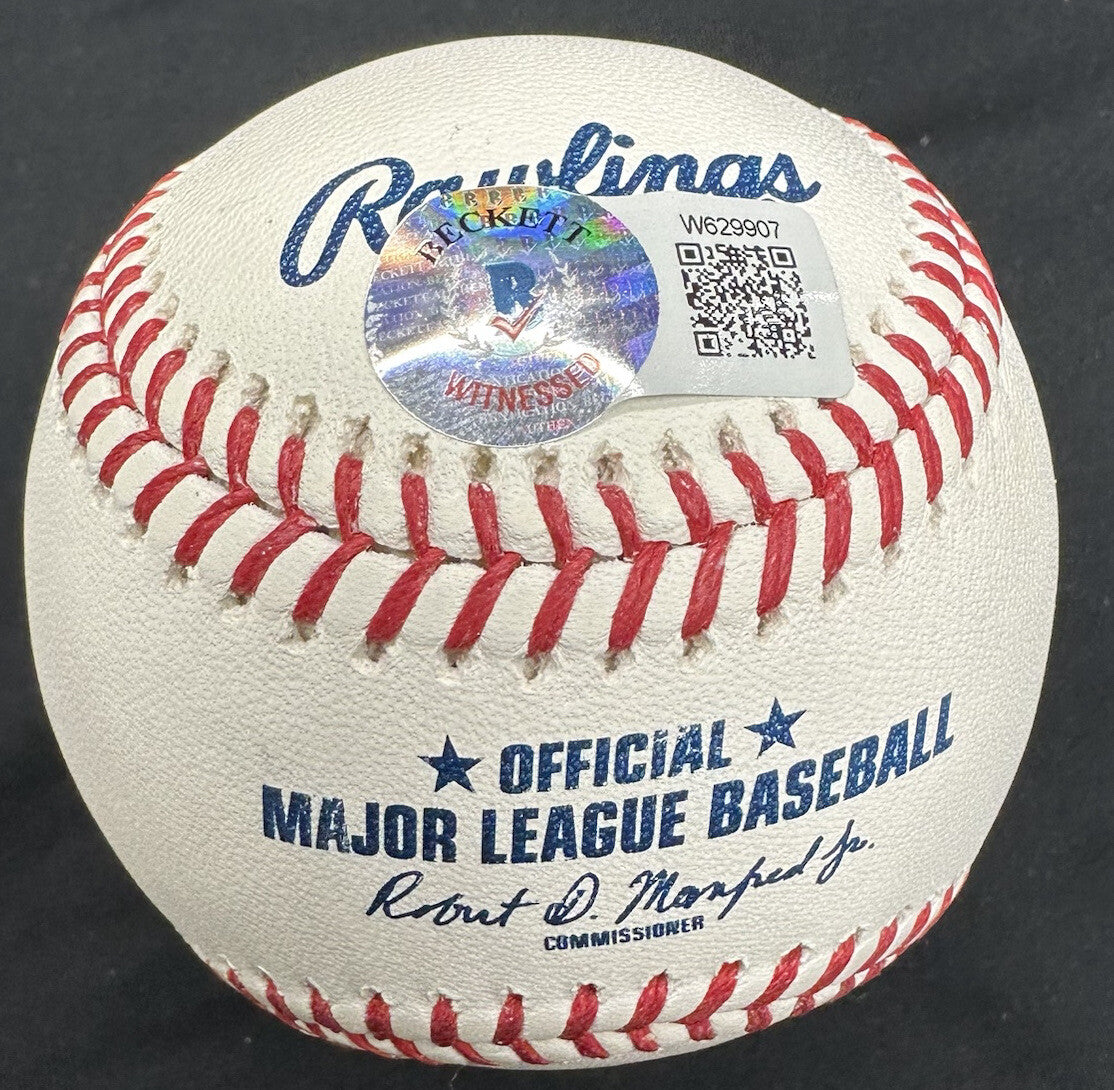 Rawlings
BECKETT
WITNESSED
W629907
★ OFFICIAL ★
MAJOR LEAGUE BASEBALL
Robert D. Manfred Jr.
COMMISSIONER